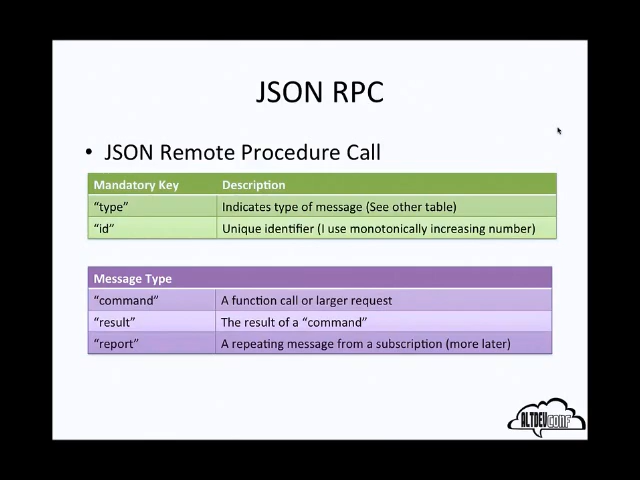 JSON RPC
• JSON Remote Procedure Call
Mandatory Key Description
“type” Indicates type of message (See other table)
“id” Unique identifier (I use monotonically increasing number)
Message Type
“command” A function call or larger request
“result” The result of a “command”
“report” A repeating message from a subscription (more later)
ALTDEVCONF